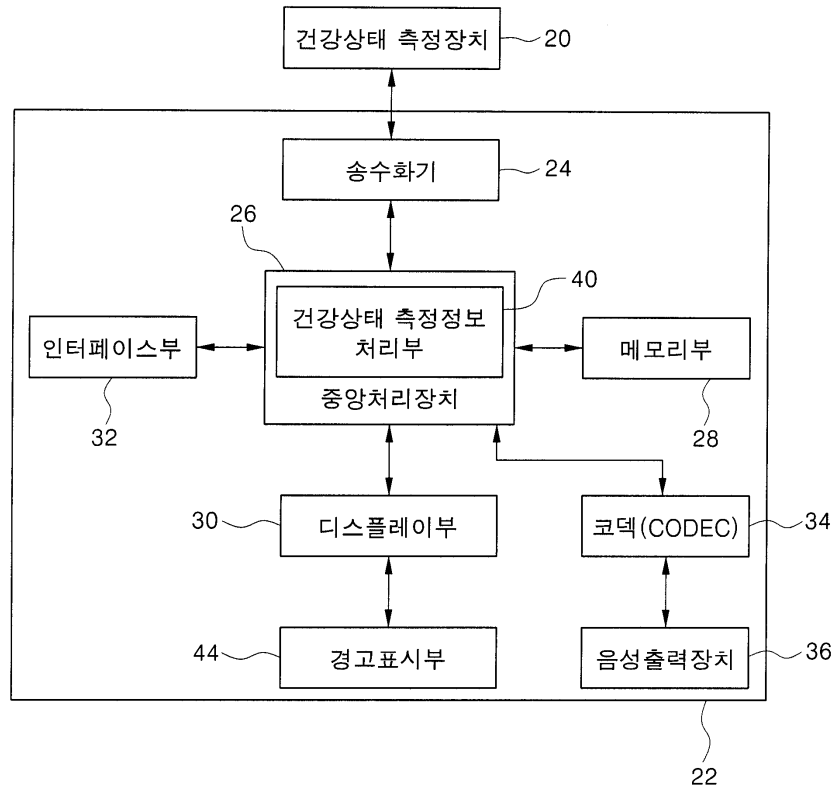 건강상태 측정장치
20
송수화기
24
26
건강상태 측정정보
처리부
40
중앙처리장치
인터페이스부
32
메모리부
28
30
디스플레이부
코덱(CODEC)
34
44
경고표시부
음성출력장치
36
22